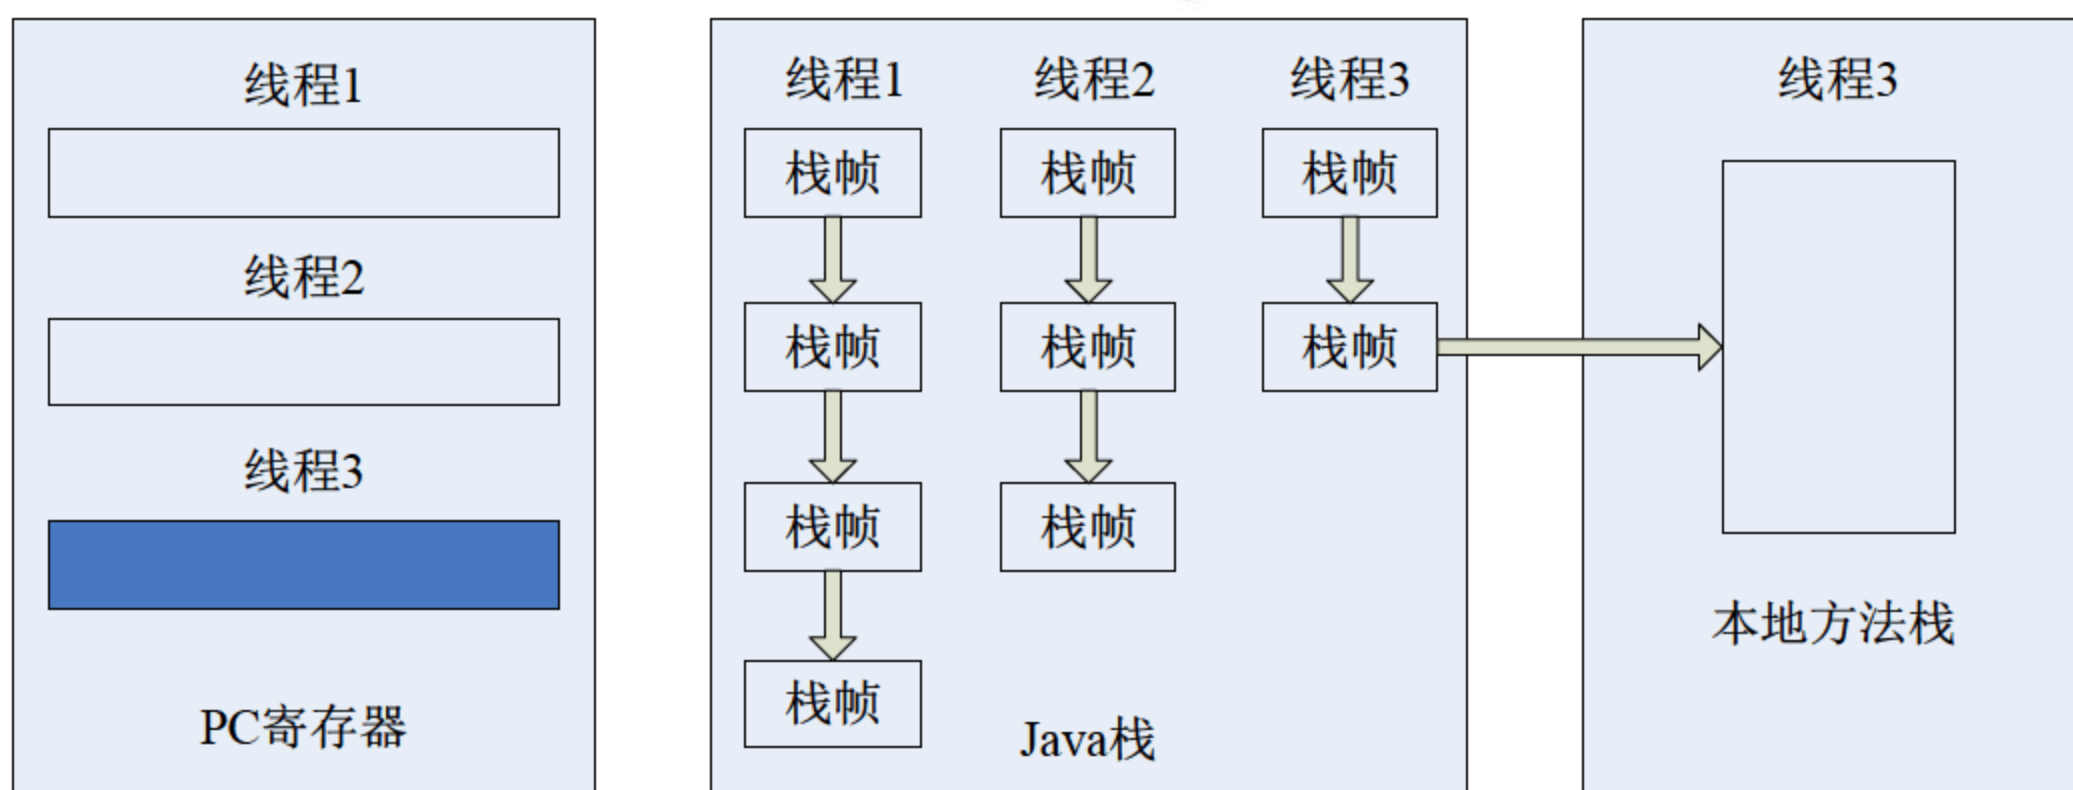 线程1
线程2
线程3
PC寄存器
线程1 线程2 线程3
栈帧 栈帧 栈帧
栈帧 栈帧 栈帧
栈帧 栈帧
栈帧
Java栈
线程3
本地方法栈